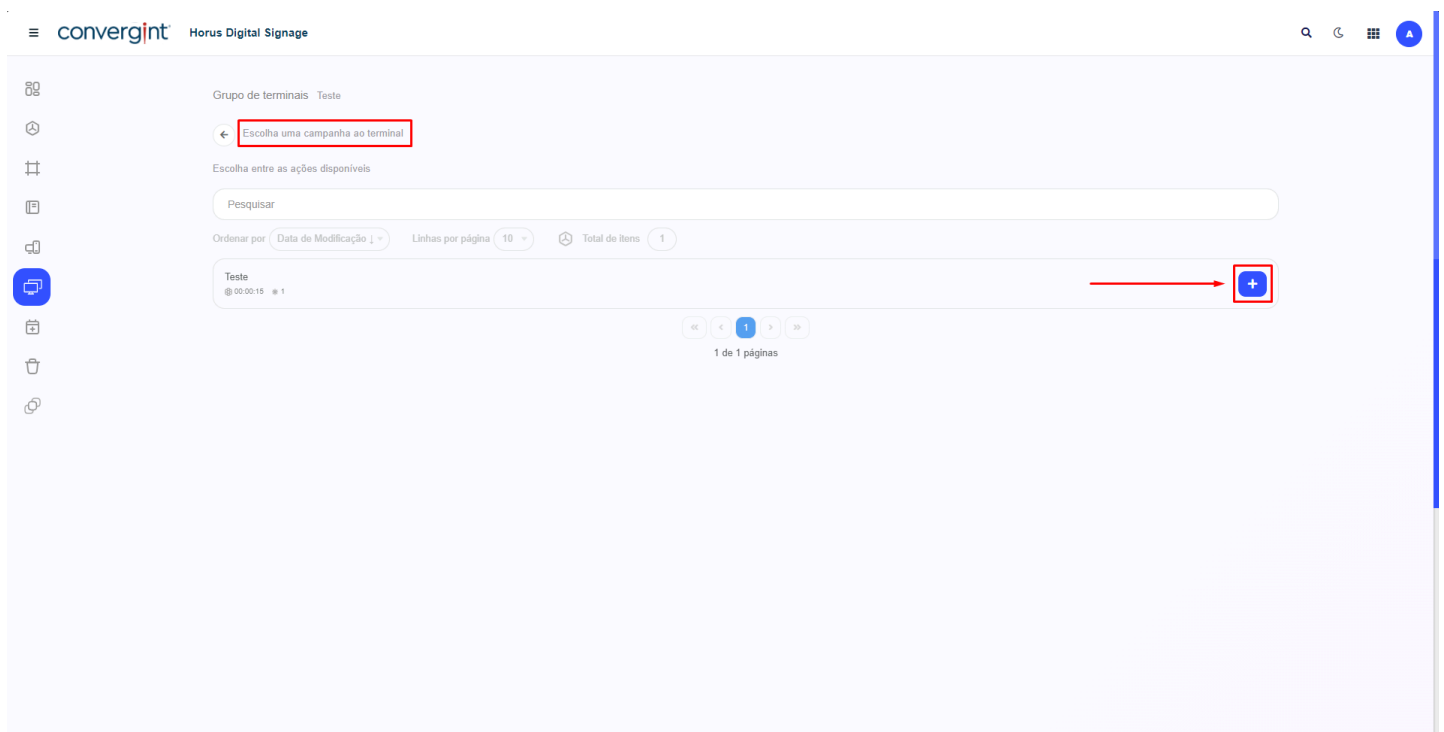 convergint Horus Digital Signage A
Grupo de terminais Teste
Escolha uma campanha ao terminal
Escolha entre as ações disponíveis
Pesquisar
Ordenar por Data de Modificação ↓ Linhas por página 10 Total de itens 1
Teste
00:00:15 1
« < 1 > »
1 de 1 páginas